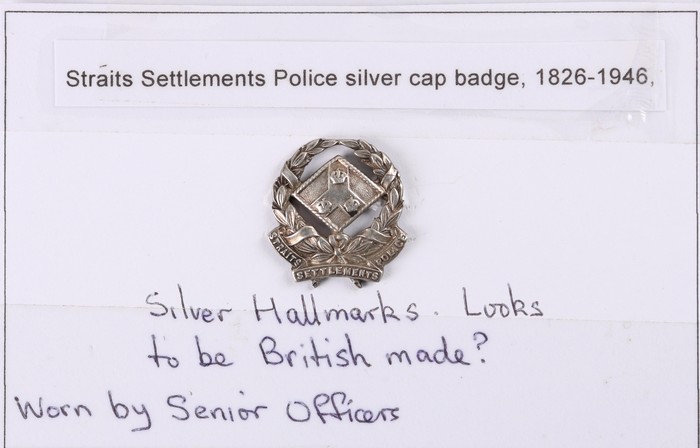 Straits Settlements Police silver cap badge, 1826-1946,
STRAITS SETTLEMENTS POLICE
Silver Hallmarks. Looks
to be British made?
Worn by Senior Officers